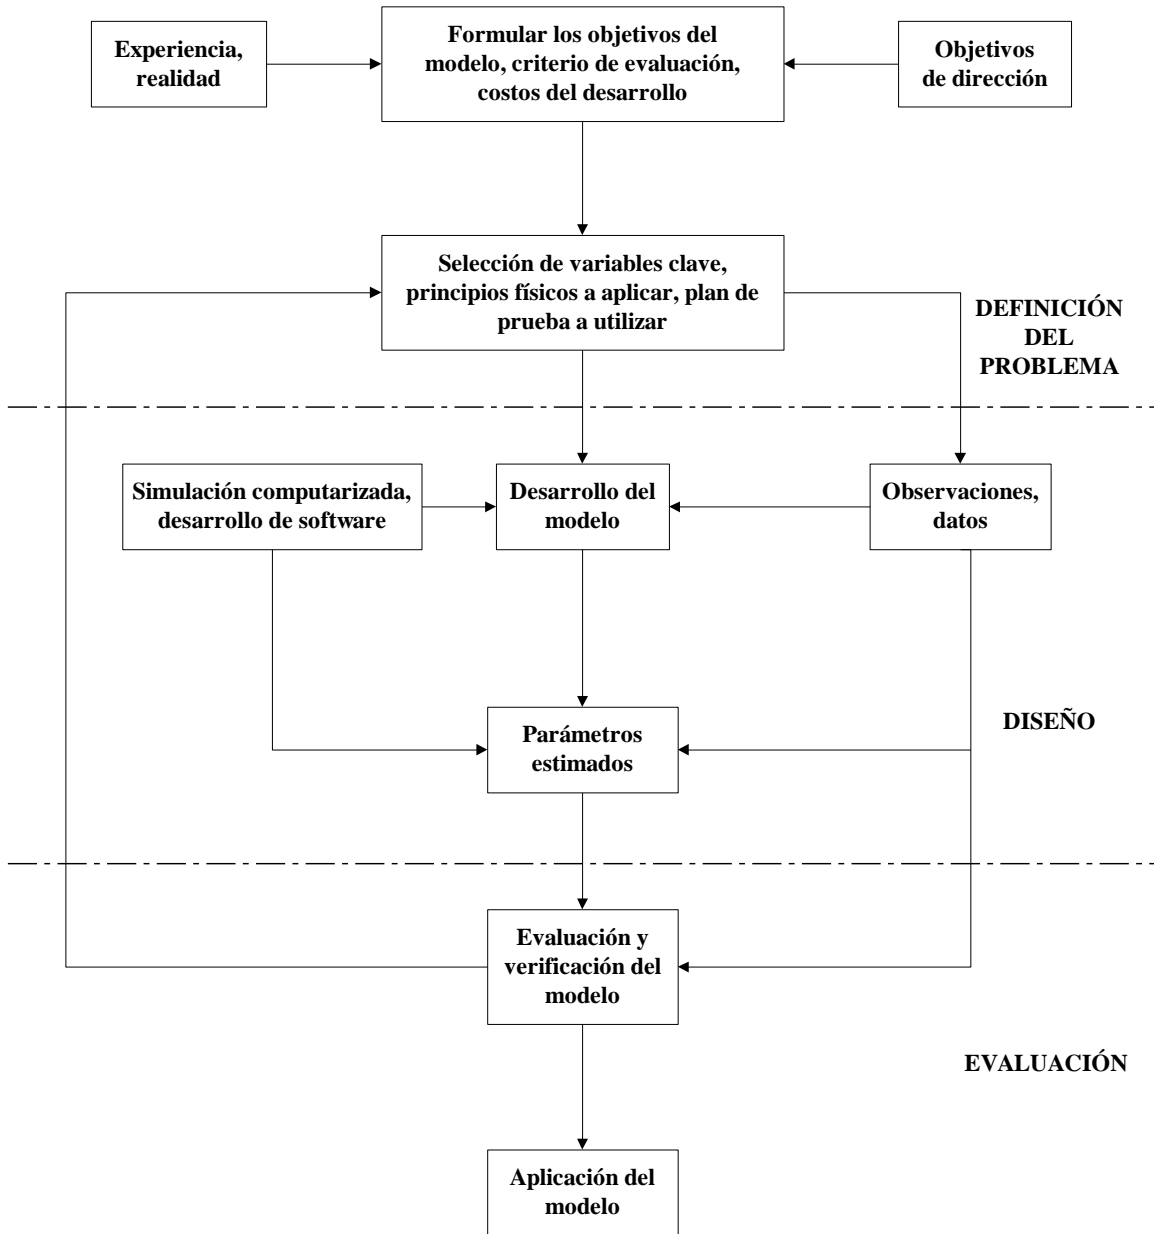 Experiencia,
realidad
Formular los objetivos del
modelo, criterio de evaluación,
costos del desarrollo
Objetivos
de dirección
Selección de variables clave,
principios físicos a aplicar, plan de
prueba a utilizar
DEFINICIÓN
DEL
PROBLEMA
Simulación computarizada,
desarrollo de software
Desarrollo del
modelo
Observaciones,
datos
Parámetros
estimados
DISEÑO
Evaluación y
verificación del
modelo
EVALUACIÓN
Aplicación del
modelo